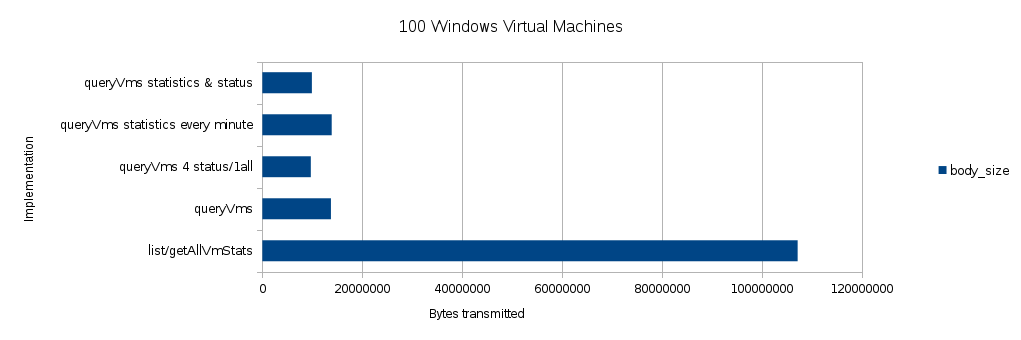 100 Windows Virtual Machines
queryVms statistics & status
queryVms statistics every minute
queryVms 4 status/1all
queryVms
list/getAllVmStats
Implementation
0 20000000 40000000 60000000 80000000 100000000 120000000
Bytes transmitted
body_size